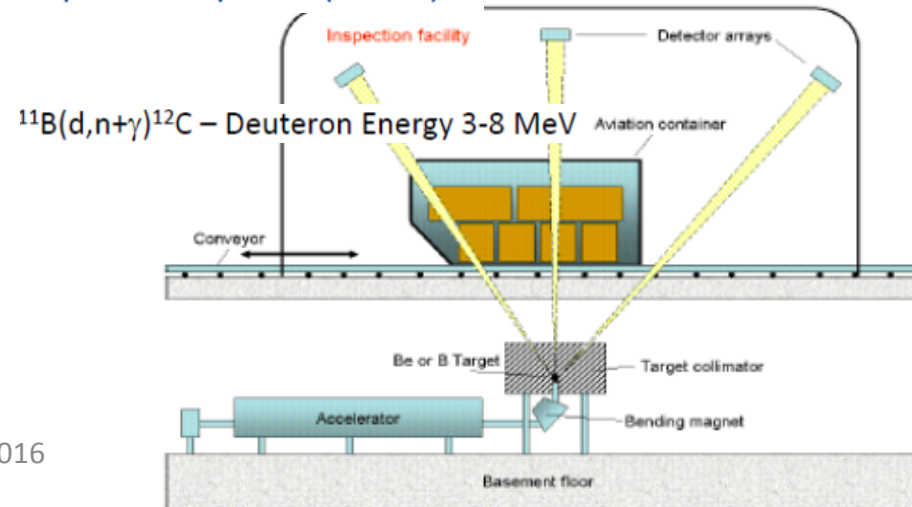 Inspection facility
Detector arrays
¹¹B(d,n+γ)¹²C – Deuteron Energy 3-8 MeV
Aviation container
Conveyor
Be or B Target
Target collimator
Accelerator
Bending magnet
016
Basement floor